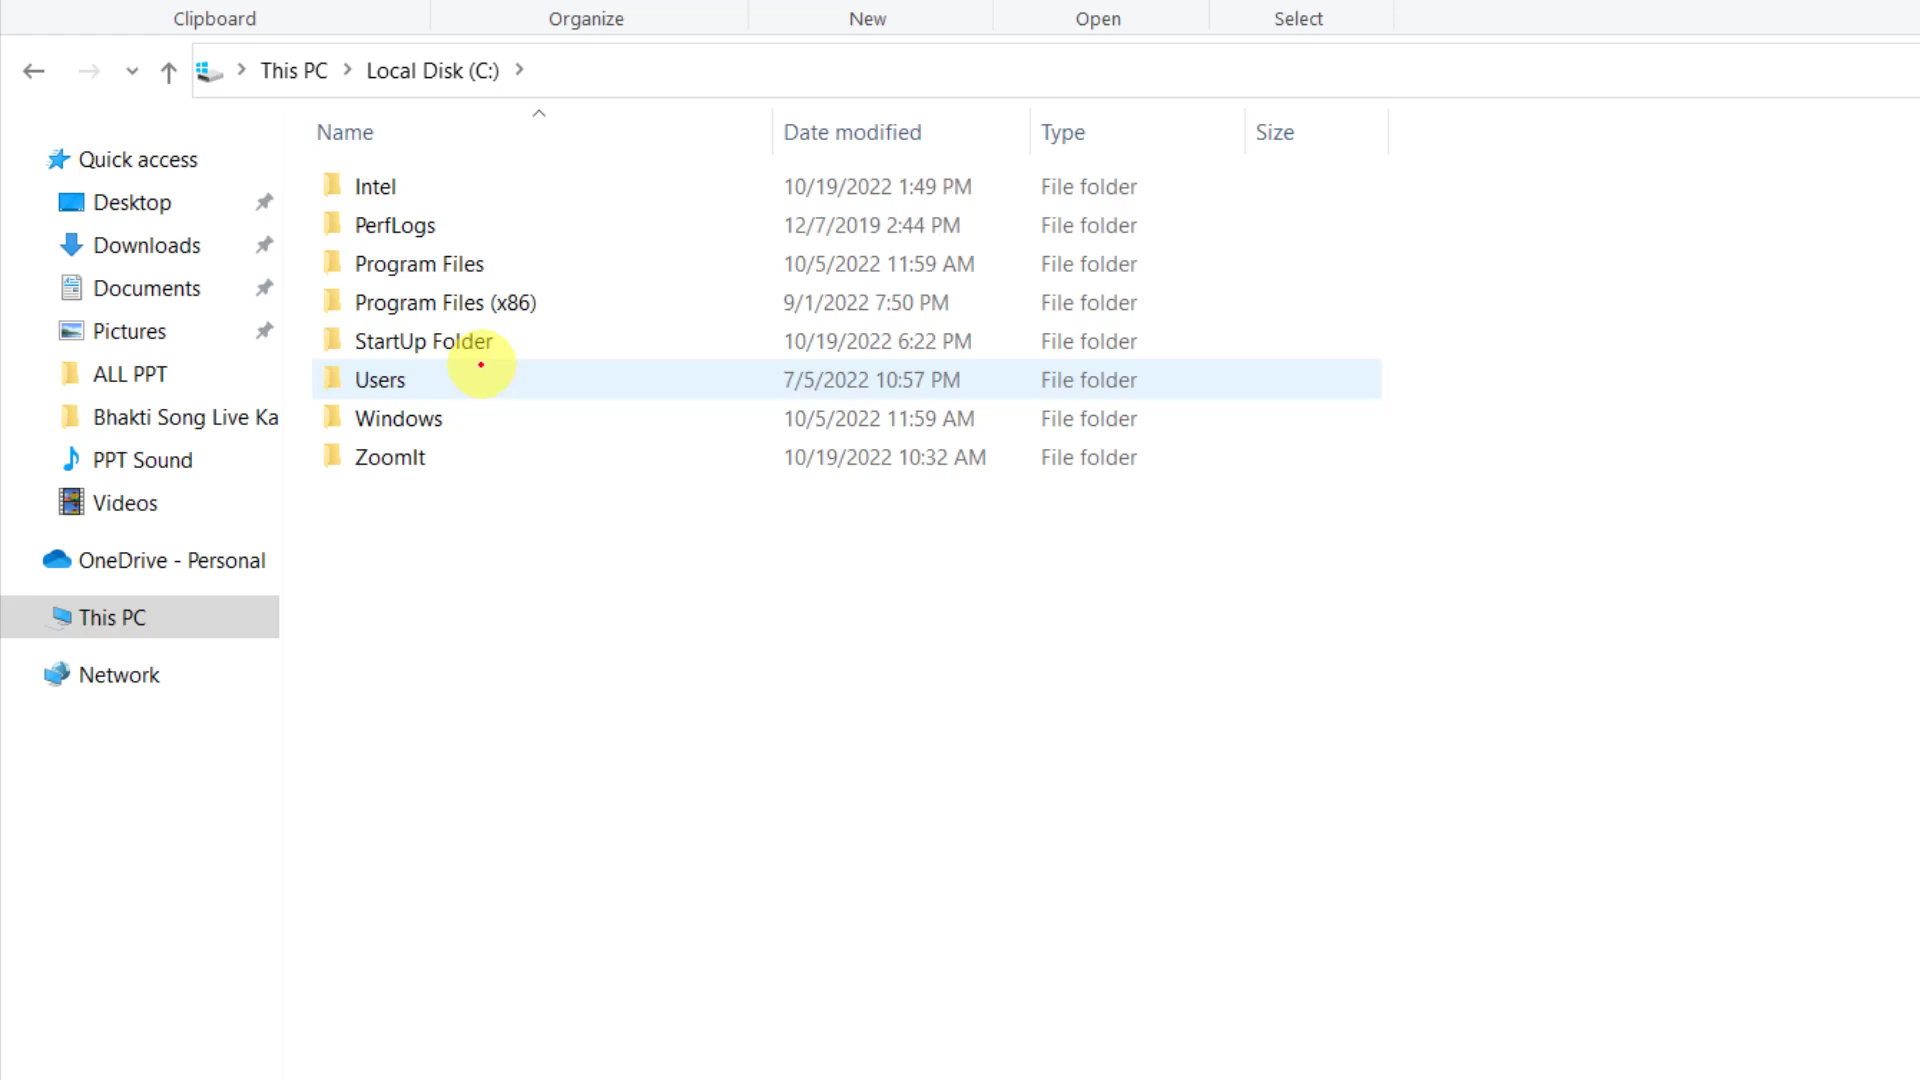 Clipboard Organize New Open Select
This PC Local Disk (C:)
Name Date modified Type Size
Quick access
Desktop
Downloads
Documents
Pictures
ALL PPT
Bhakti Song Live Ka
PPT Sound
Videos
OneDrive - Personal
This PC
Network
Intel 10/19/2022 1:49 PM File folder
PerfLogs 12/7/2019 2:44 PM File folder
Program Files 10/5/2022 11:59 AM File folder
Program Files (x86) 9/1/2022 7:50 PM File folder
StartUp Folder 10/19/2022 6:22 PM File folder
Users 7/5/2022 10:57 PM File folder
Windows 10/5/2022 11:59 AM File folder
ZoomIt 10/19/2022 10:32 AM File folder